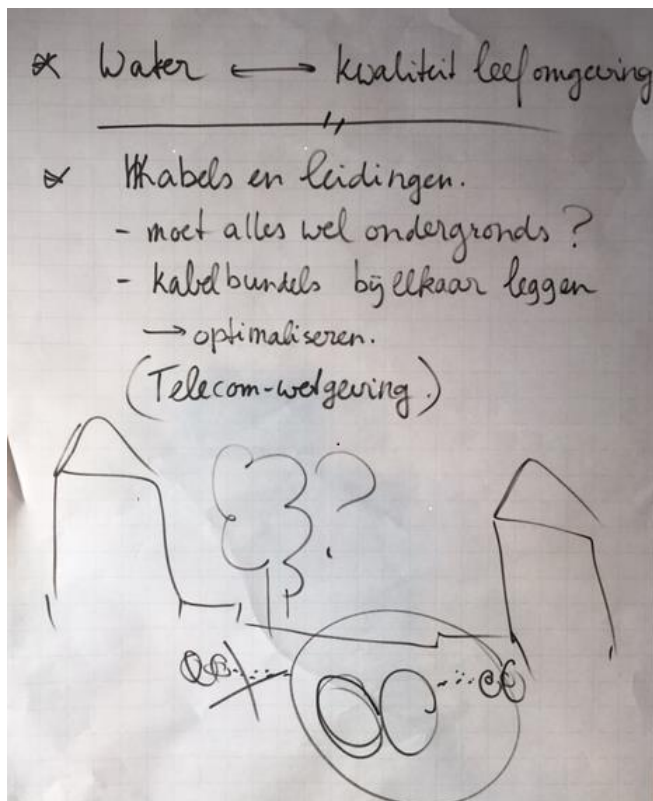 * Water ⟷ kwaliteit leefomgeving
* Kabels en leidingen.
- moet alles wel ondergronds ?
- kabelbundels bij elkaar leggen
→ optimaliseren.
(Telecom-wetgeving.)
?